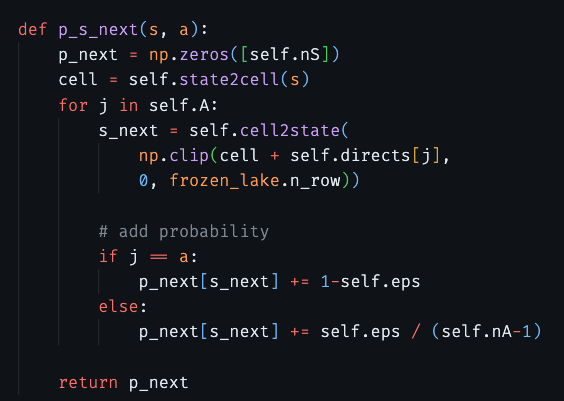 def p_s_next(s, a):
    p_next = np.zeros([self.nS])
    cell = self.state2cell(s)
    for j in self.A:
        s_next = self.cell2state(
            np.clip(cell + self.directs[j],
            0, frozen_lake.n_row))

        # add probability
        if j == a:
            p_next[s_next] += 1-self.eps
        else:
            p_next[s_next] += self.eps / (self.nA-1)

    return p_next